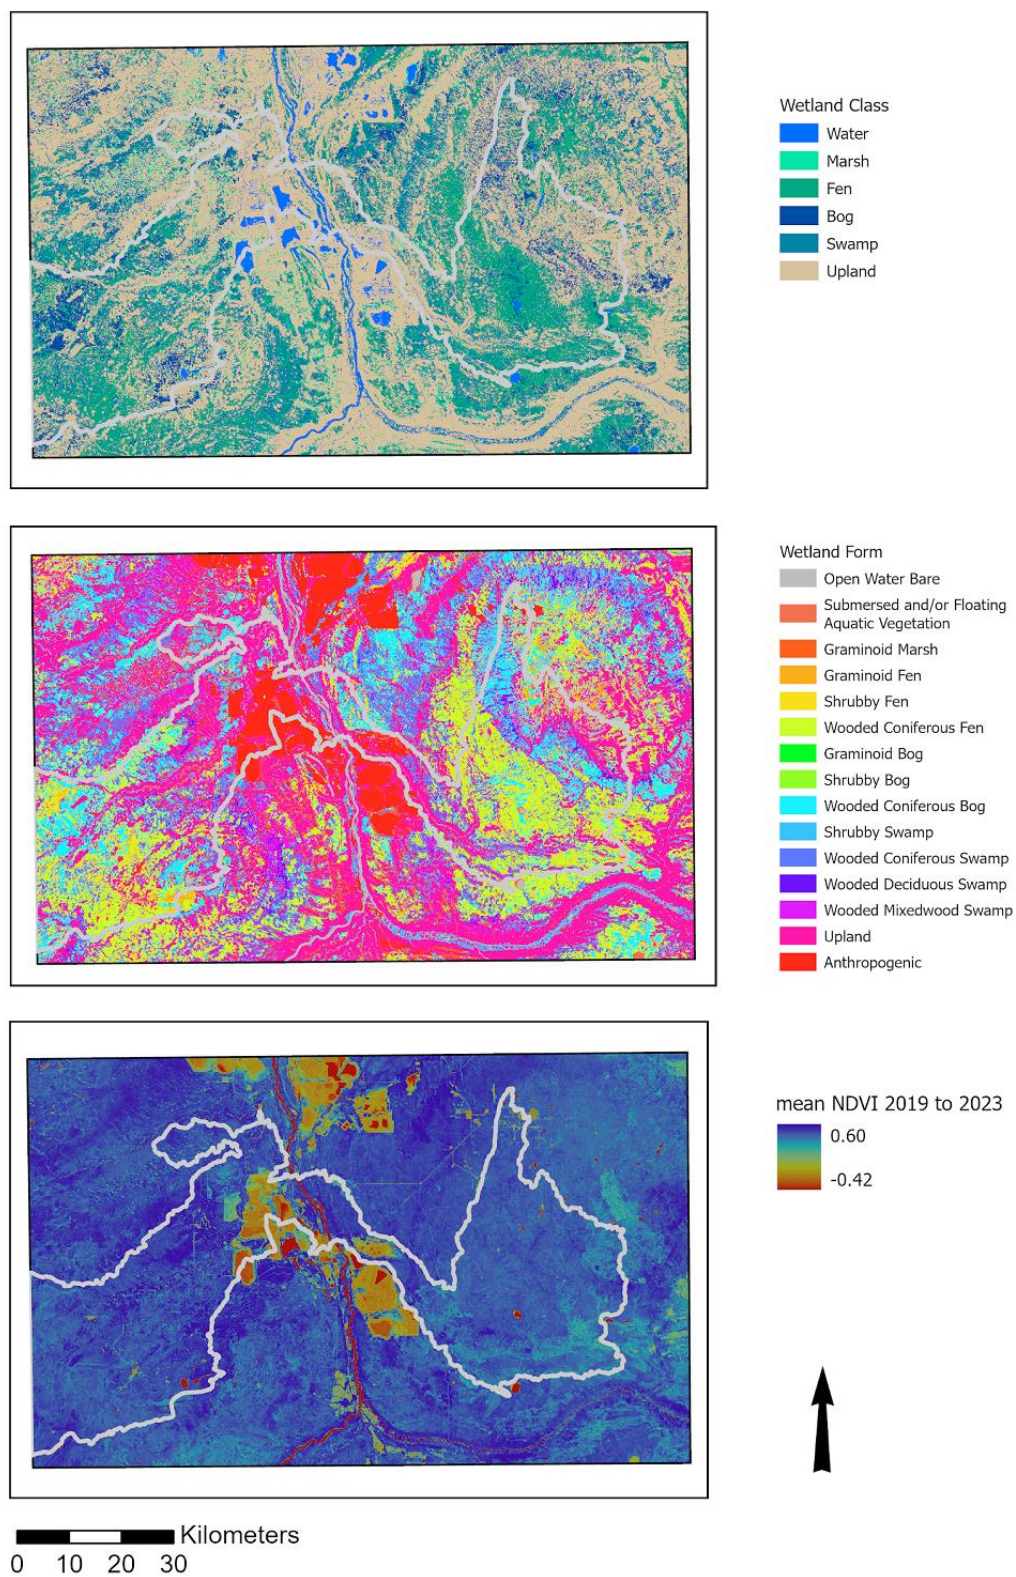 Wetland Class
Water
Marsh
Fen
Bog
Swamp
Upland
Wetland Form
Open Water Bare
Submersed and/or Floating
Aquatic Vegetation
Graminoid Marsh
Graminoid Fen
Shrubby Fen
Wooded Coniferous Fen
Graminoid Bog
Shrubby Bog
Wooded Coniferous Bog
Shrubby Swamp
Wooded Coniferous Swamp
Wooded Deciduous Swamp
Wooded Mixedwood Swamp
Upland
Anthropogenic
mean NDVI 2019 to 2023
0.60
-0.42
Kilometers
0 10 20 30